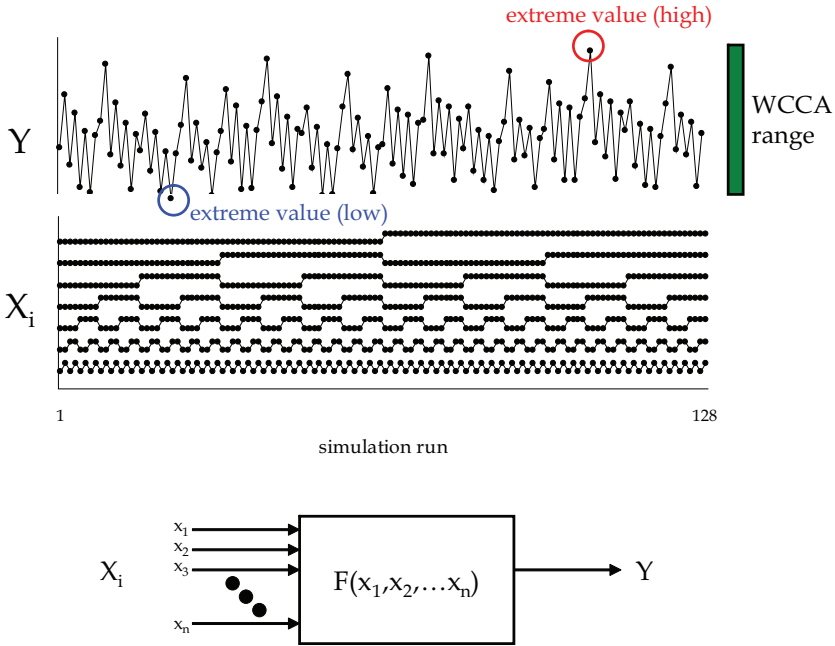 extreme value (high)
Y
WCCA
range
extreme value (low)
Xi
1
128
simulation run
x1
x2
x3
xn
Xi
F(x1,x2,…xn)
Y